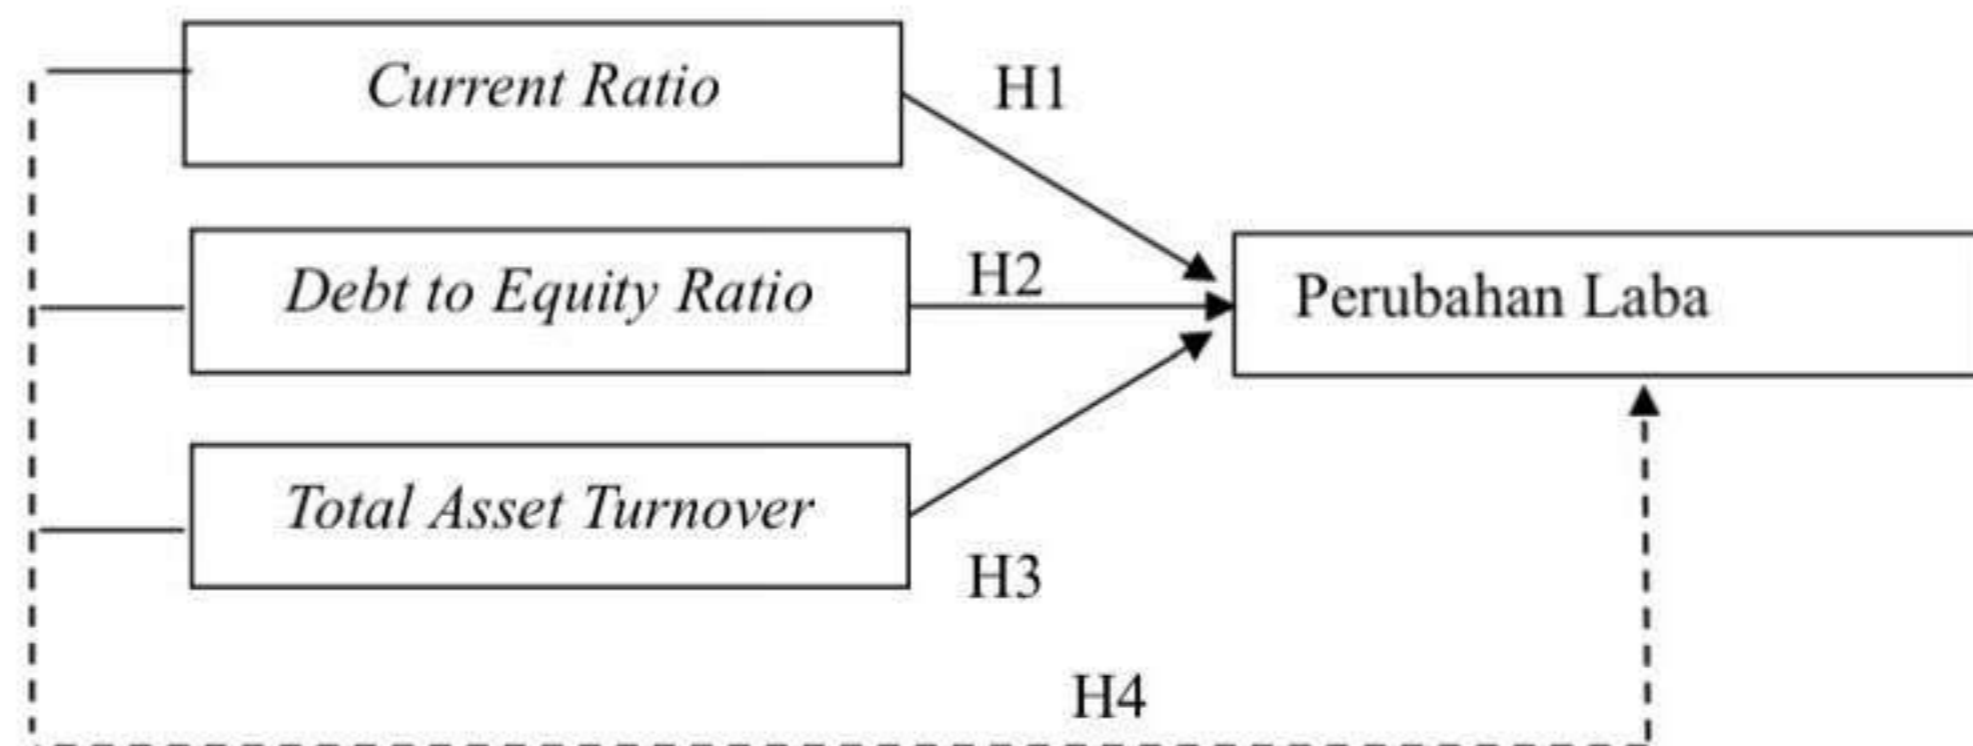 Current Ratio
H1
Debt to Equity Ratio
H2
Perubahan Laba
Total Asset Turnover
H3
H4